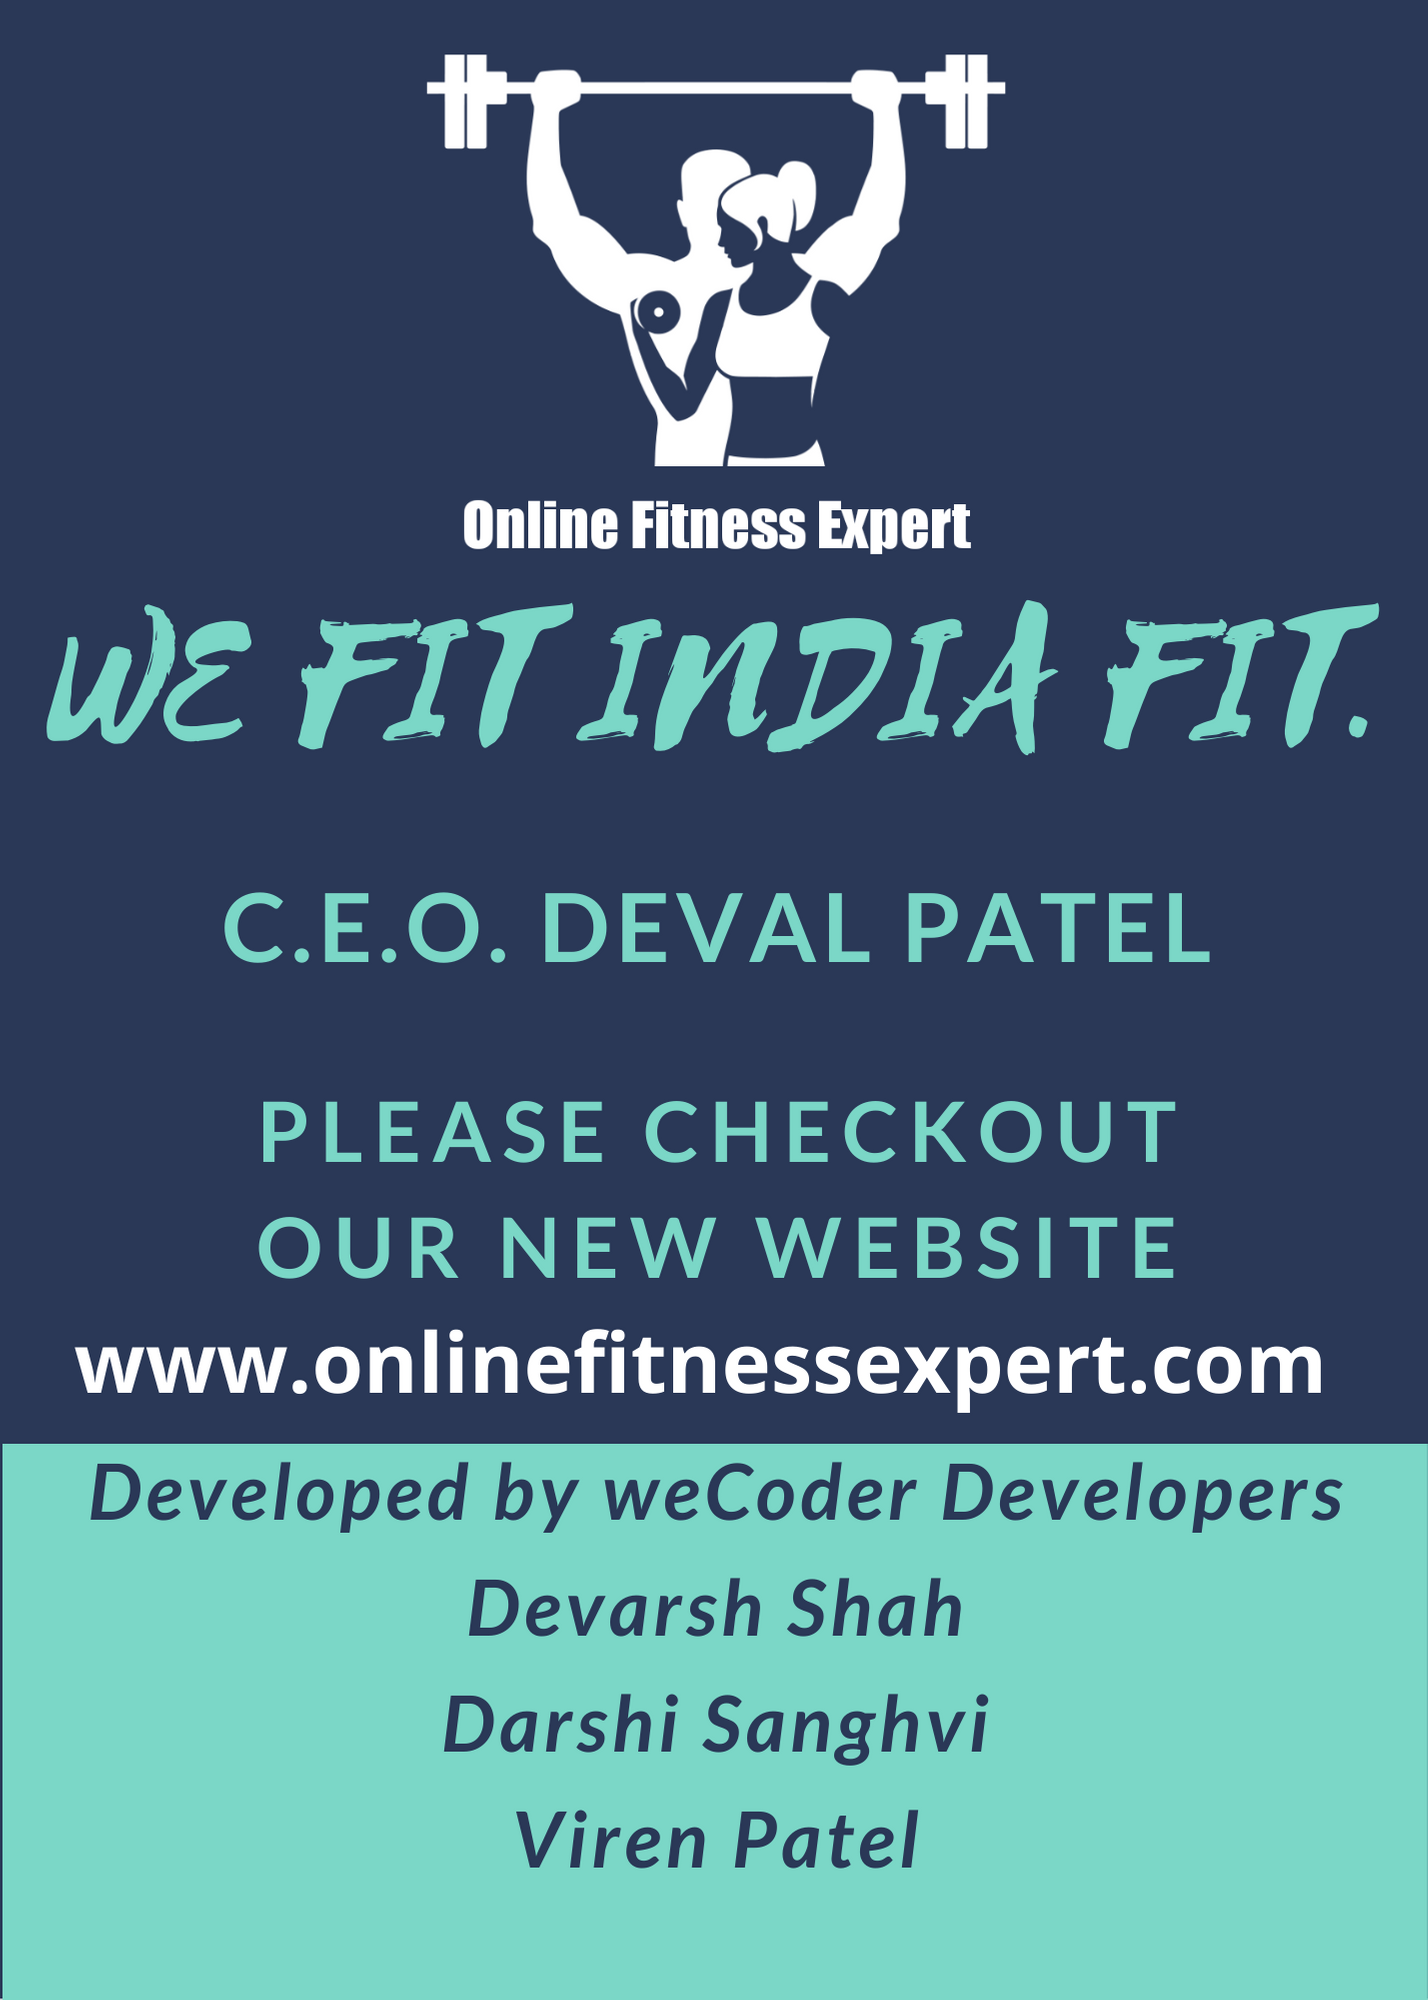 Online Fitness Expert
WE FIT INDIA FIT.
C.E.O. DEVAL PATEL
PLEASE CHECKOUT
OUR NEW WEBSITE
www.onlinefitnessexpert.com
Developed by weCoder Developers
Devarsh Shah
Darshi Sanghvi
Viren Patel